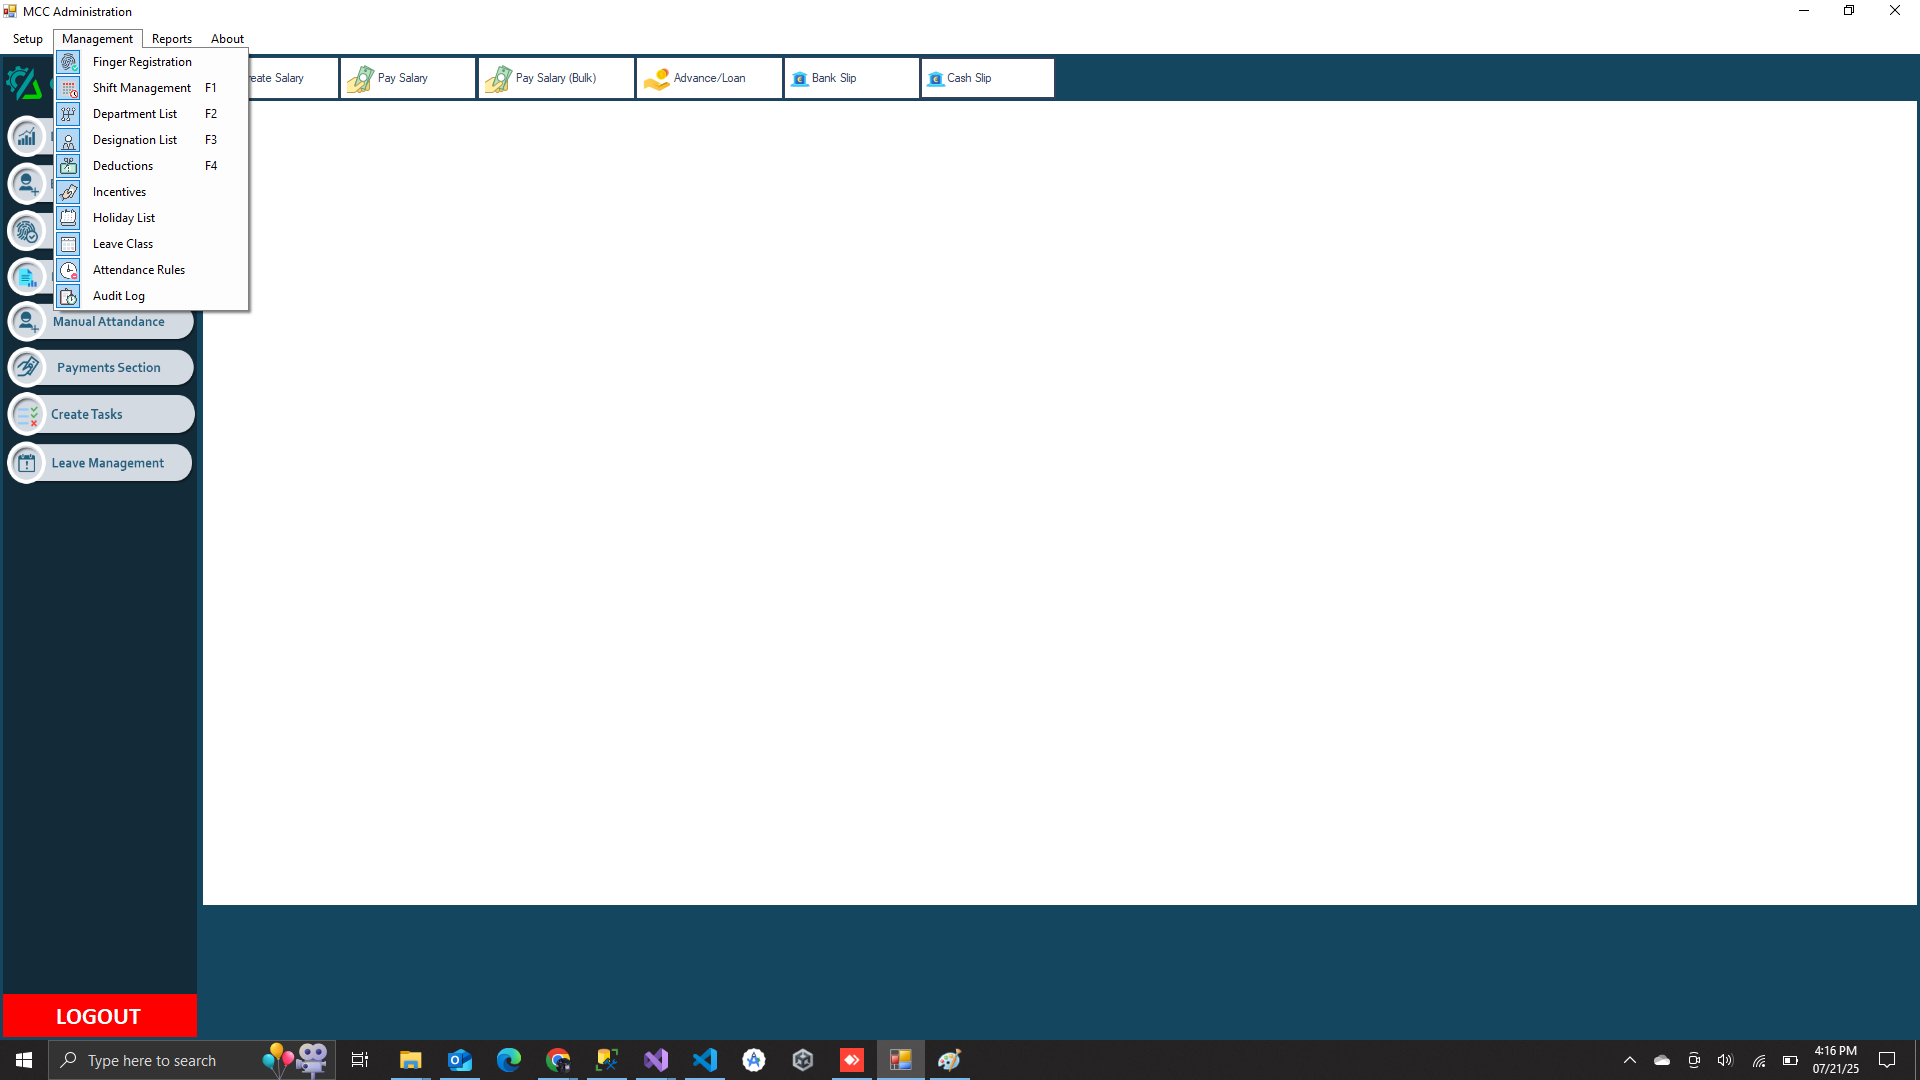 MCC Administration
Setup Management Reports About
Finger Registration
Shift Management F1
Department List F2
Designation List F3
Deductions F4
Incentives
Holiday List
Leave Class
Attendance Rules
Audit Log
reate Salary
Pay Salary
Pay Salary (Bulk)
Advance/Loan
Bank Slip
Cash Slip
Manual Attandance
Payments Section
Create Tasks
Leave Management
LOGOUT
Type here to search
4:16 PM
07/21/25